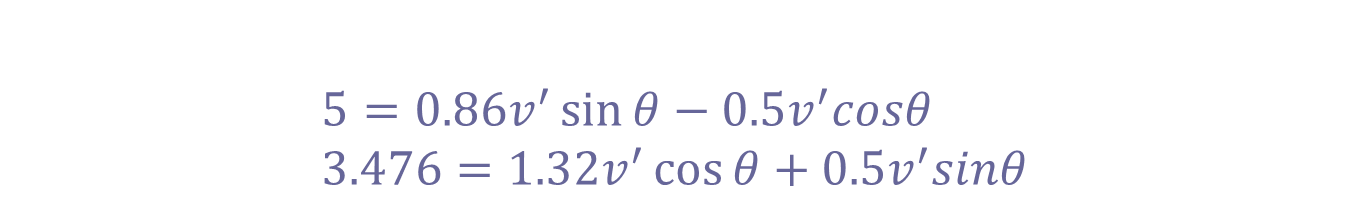 5 = 0.86v′ sin θ − 0.5v′cosθ
3.476 = 1.32v′ cos θ + 0.5v′sinθ